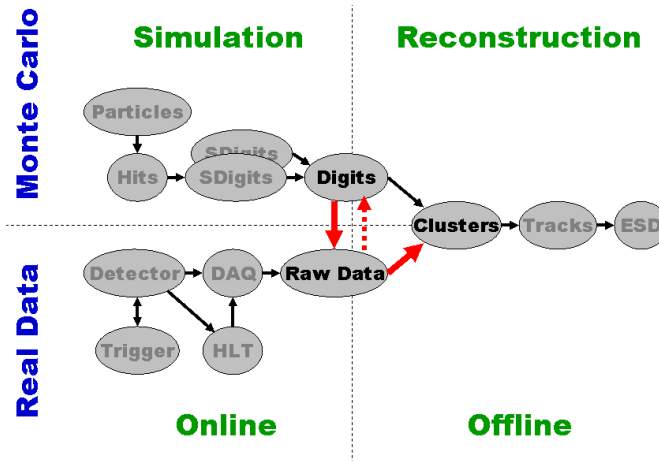 Simulation
Reconstruction
Monte Carlo
Particles
SDigits
Hits
SDigits
Digits
Clusters
Tracks
ESD
Real Data
Detector
DAQ
Raw Data
Trigger
HLT
Online
Offline